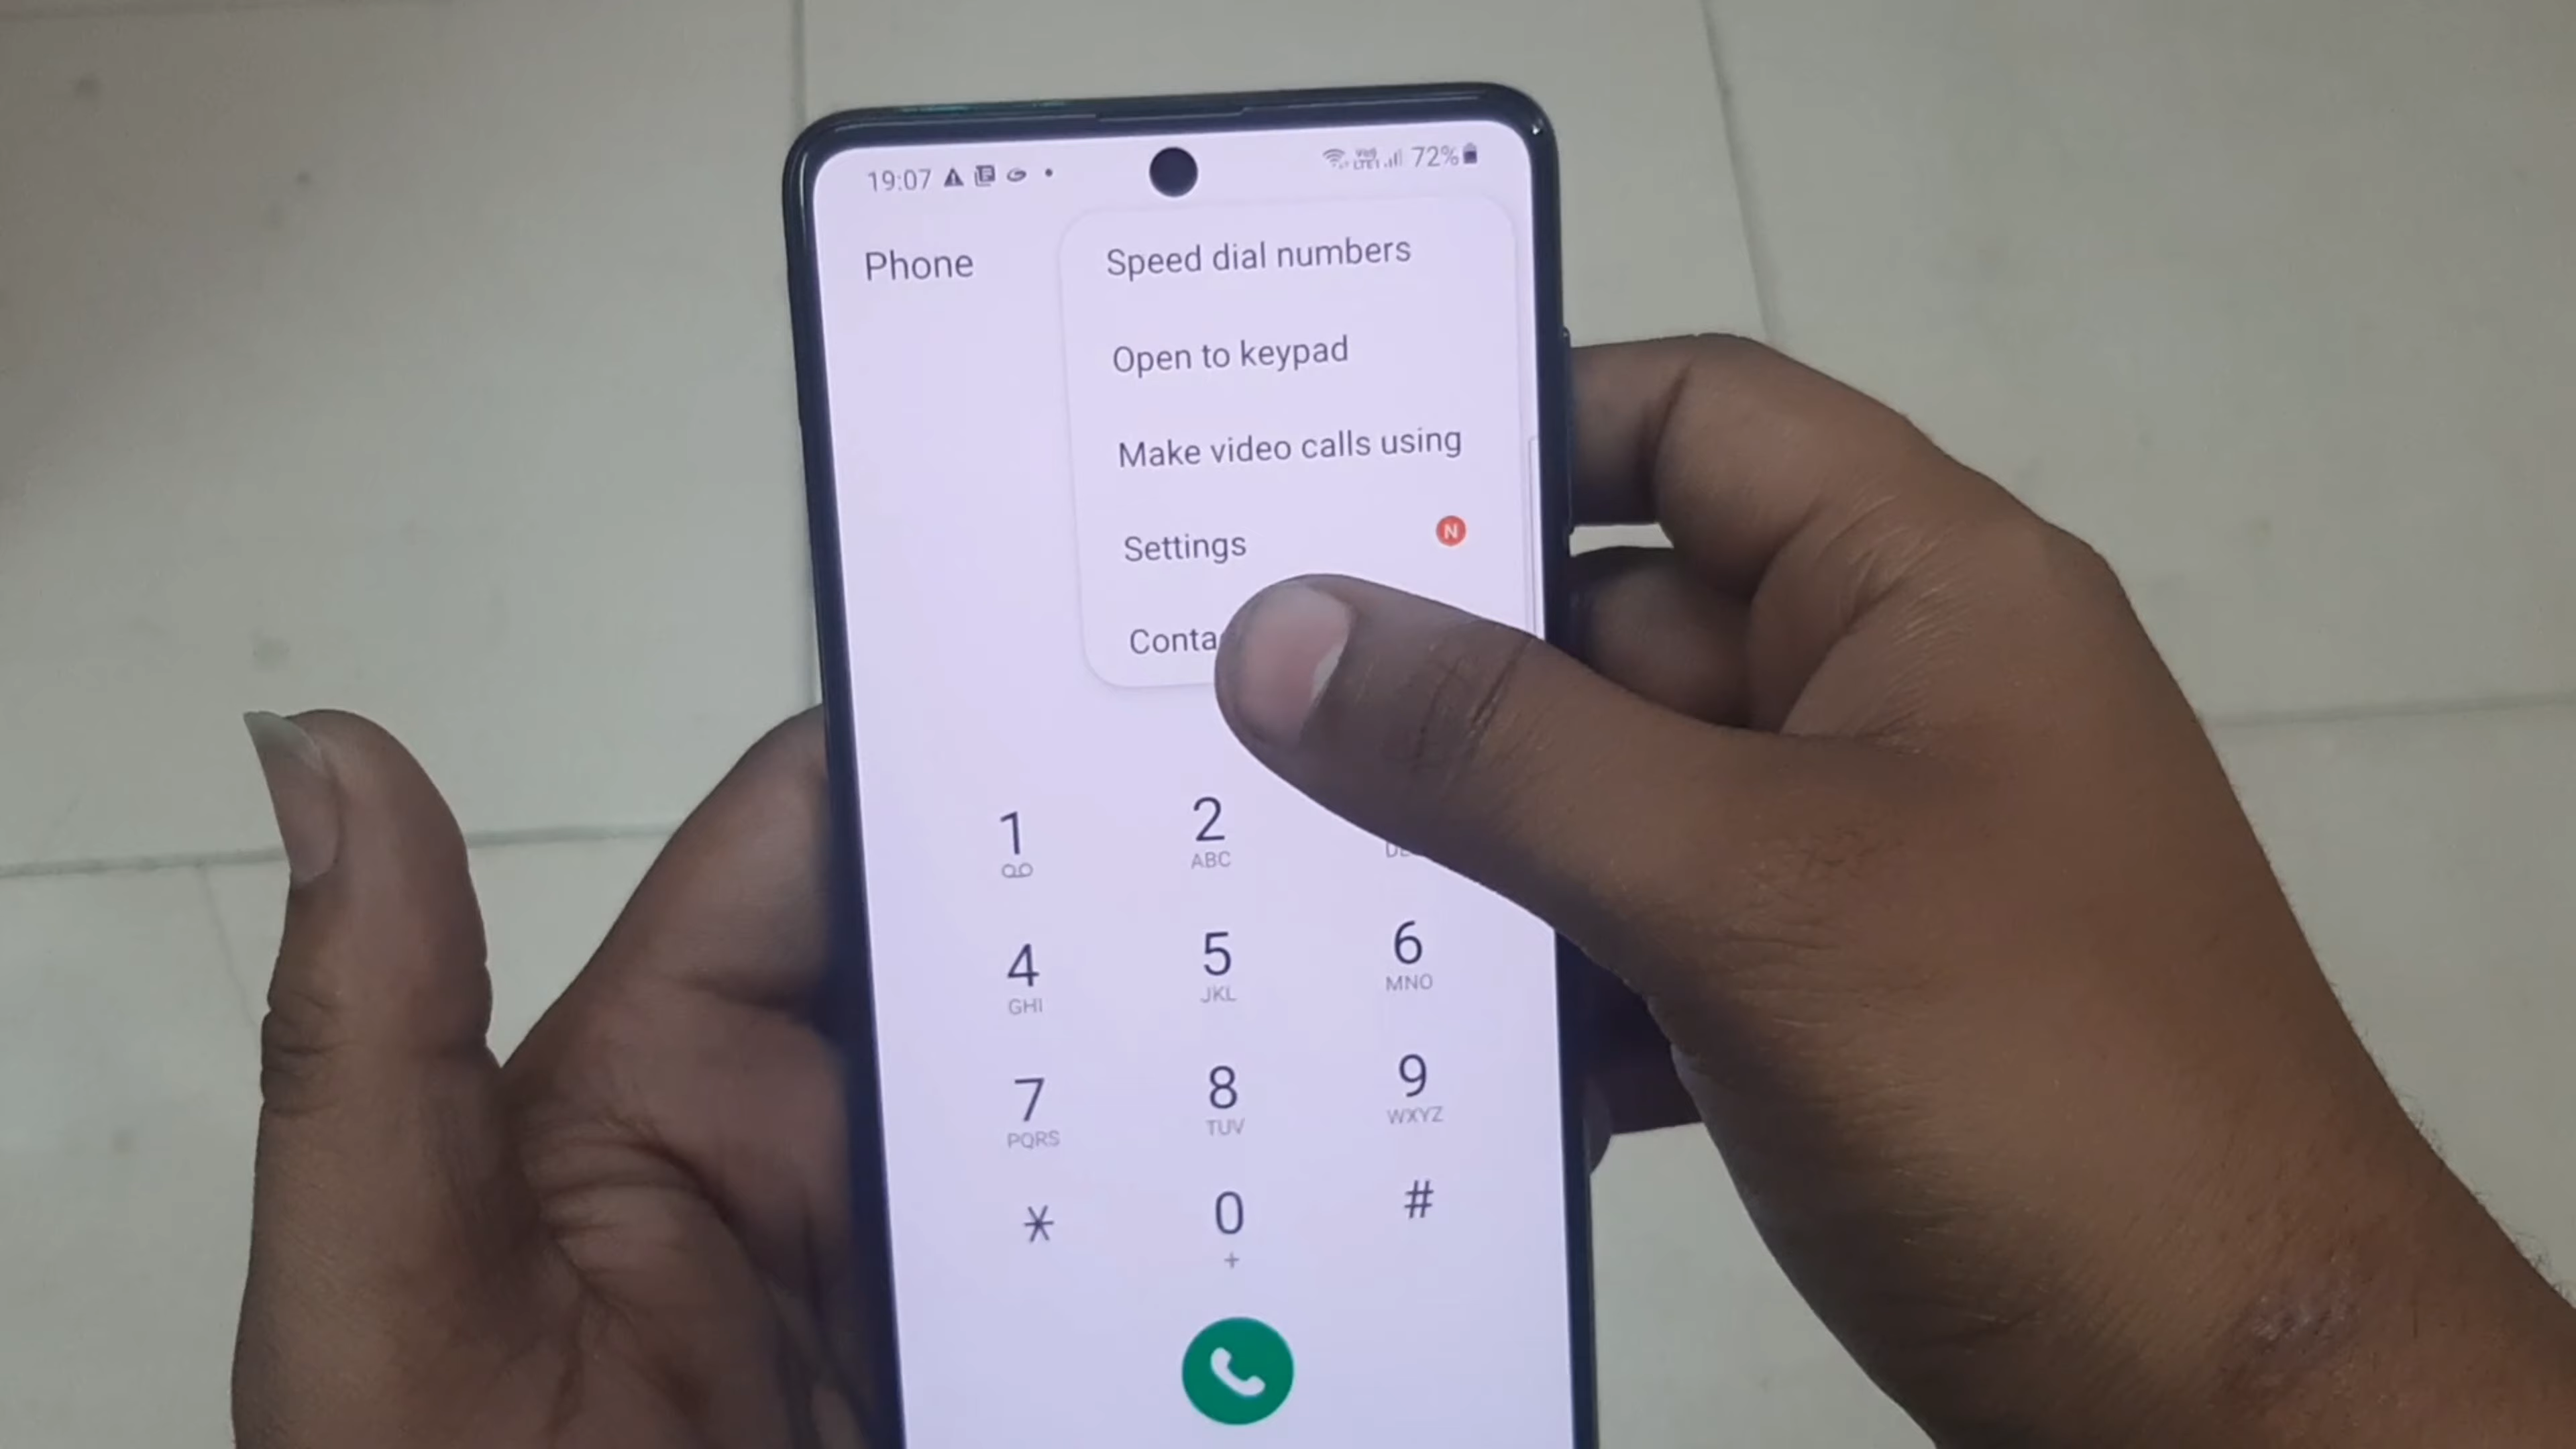 19:07
72%
Phone
Speed dial numbers
Open to keypad
Make video calls using
Settings
N
Conta
1
2
ABC
4
GHI
5
JKL
6
MNO
7
PQRS
8
TUV
9
WXYZ
*
0
+
#